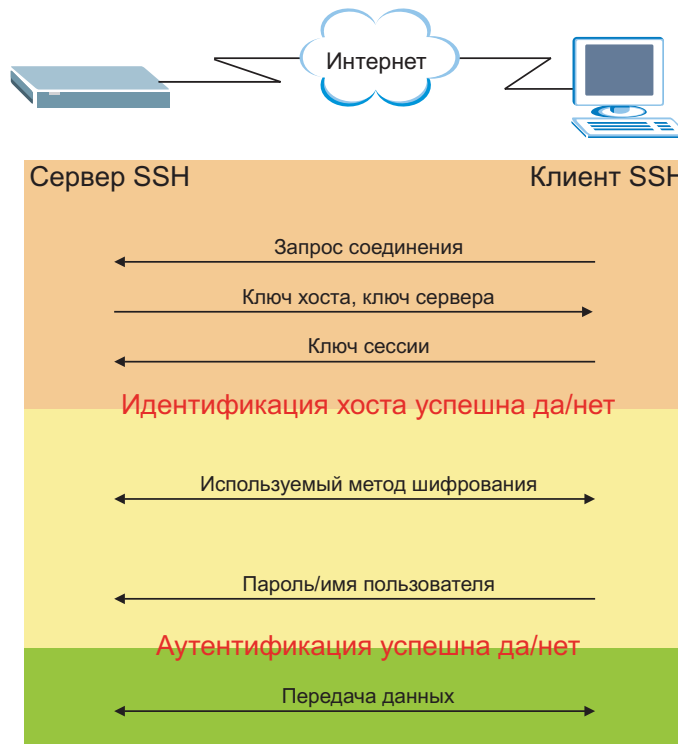 Интернет
Сервер SSH
Клиент SSH
Запрос соединения
Ключ хоста, ключ сервера
Ключ сессии
Идентификация хоста успешна да/нет
Используемый метод шифрования
Пароль/имя пользователя
Аутентификация успешна да/нет
Передача данных